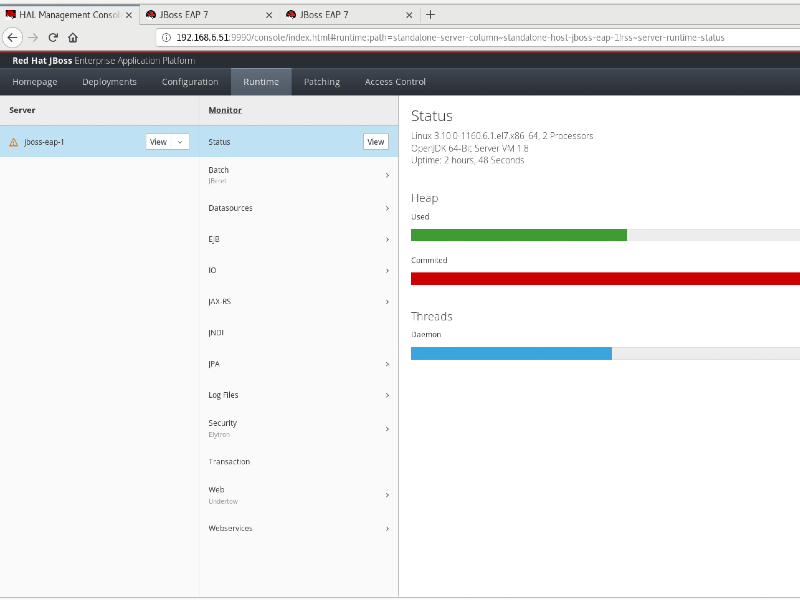 HAL Management Consol
JBoss EAP 7
JBoss EAP 7
192.168.6.51:9990/console/index.html#runtime;path=standalone-server-column~standalone-host-jboss-eap-1!rss~server-runtime-status
Red Hat JBoss Enterprise Application Platform
Homepage Deployments Configuration Runtime Patching Access Control
Server
jboss-eap-1 View
Monitor
Status View
Batch
JBeret
Datasources
EJB
IO
JAX-RS
JNDI
JPA
Log Files
Security
Elytron
Transaction
Web
Undertow
Webservices
Status
Linux 3.10.0-1160.6.1.el7.x86_64, 2 Processors
OpenJDK 64-Bit Server VM 1.8
Uptime: 2 hours, 48 Seconds
Heap
Used
Commited
Threads
Daemon